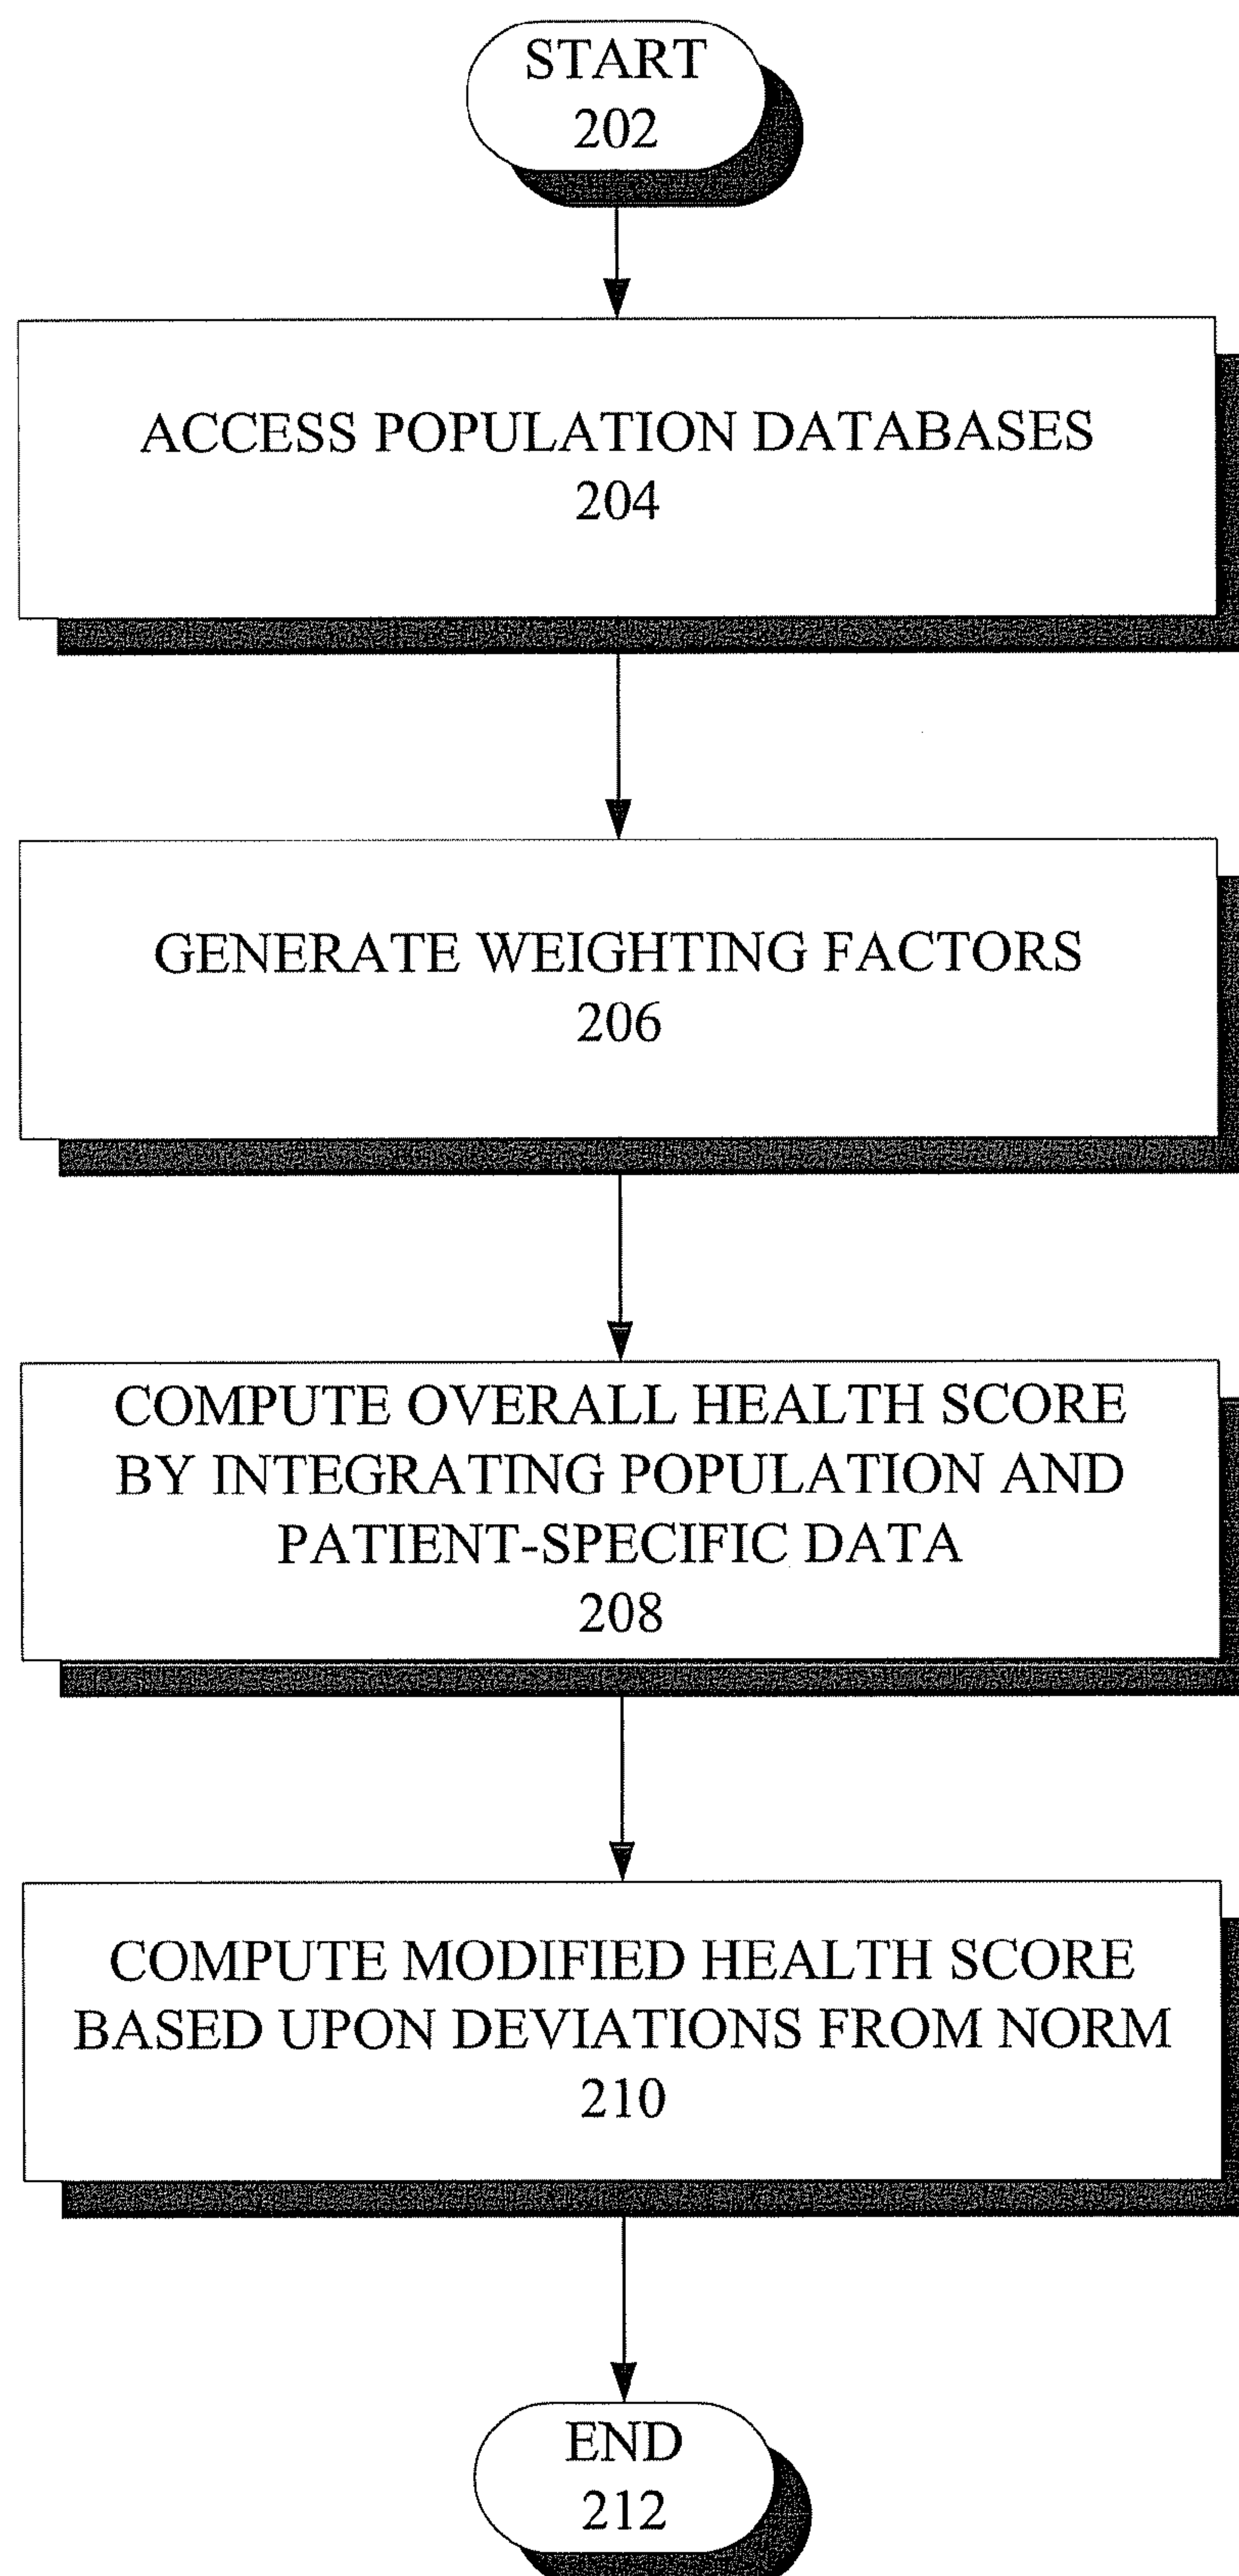 START
202
ACCESS POPULATION DATABASES
204
GENERATE WEIGHTING FACTORS
206
COMPUTE OVERALL HEALTH SCORE
BY INTEGRATING POPULATION AND
PATIENT-SPECIFIC DATA
208
COMPUTE MODIFIED HEALTH SCORE
BASED UPON DEVIATIONS FROM NORM
210
END
212